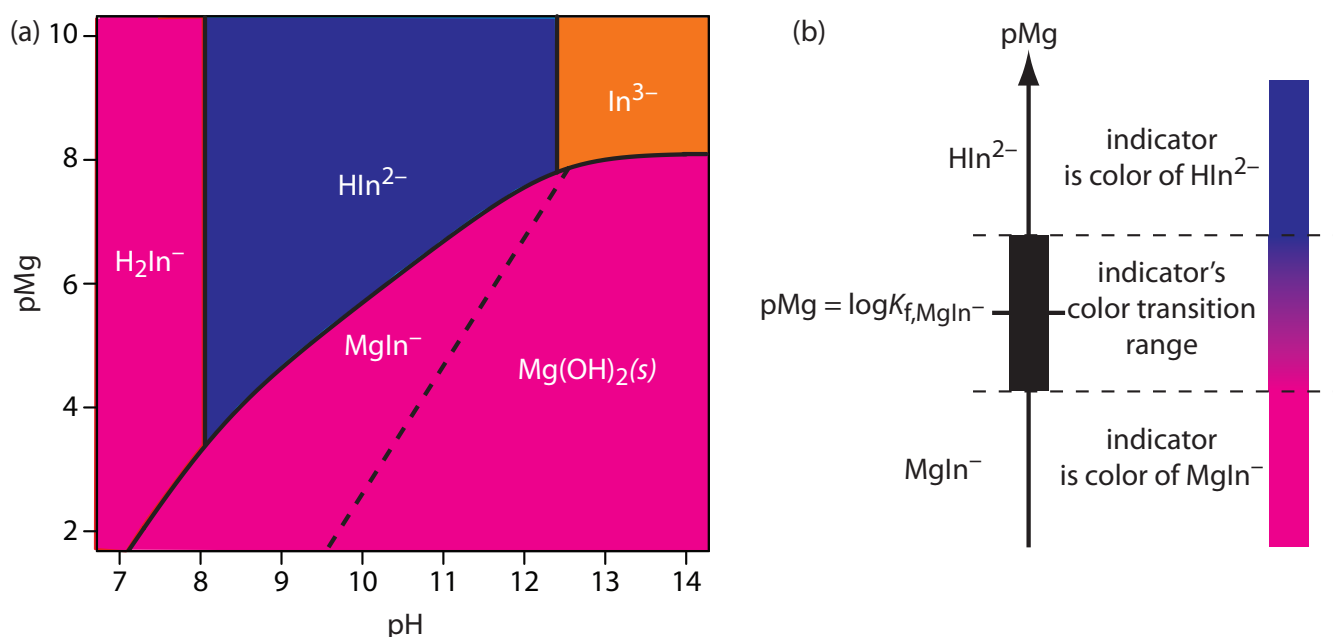 (a)
10
8
6
4
2
pMg
H₂In⁻
HIn²⁻
In³⁻
MgIn⁻
Mg(OH)₂(s)
7 8 9 10 11 12 13 14
pH
(b)
pMg
HIn²⁻
indicator
is color of HIn²⁻
pMg = logK_f,MgIn⁻
indicator's
color transition
range
MgIn⁻
indicator
is color of MgIn⁻